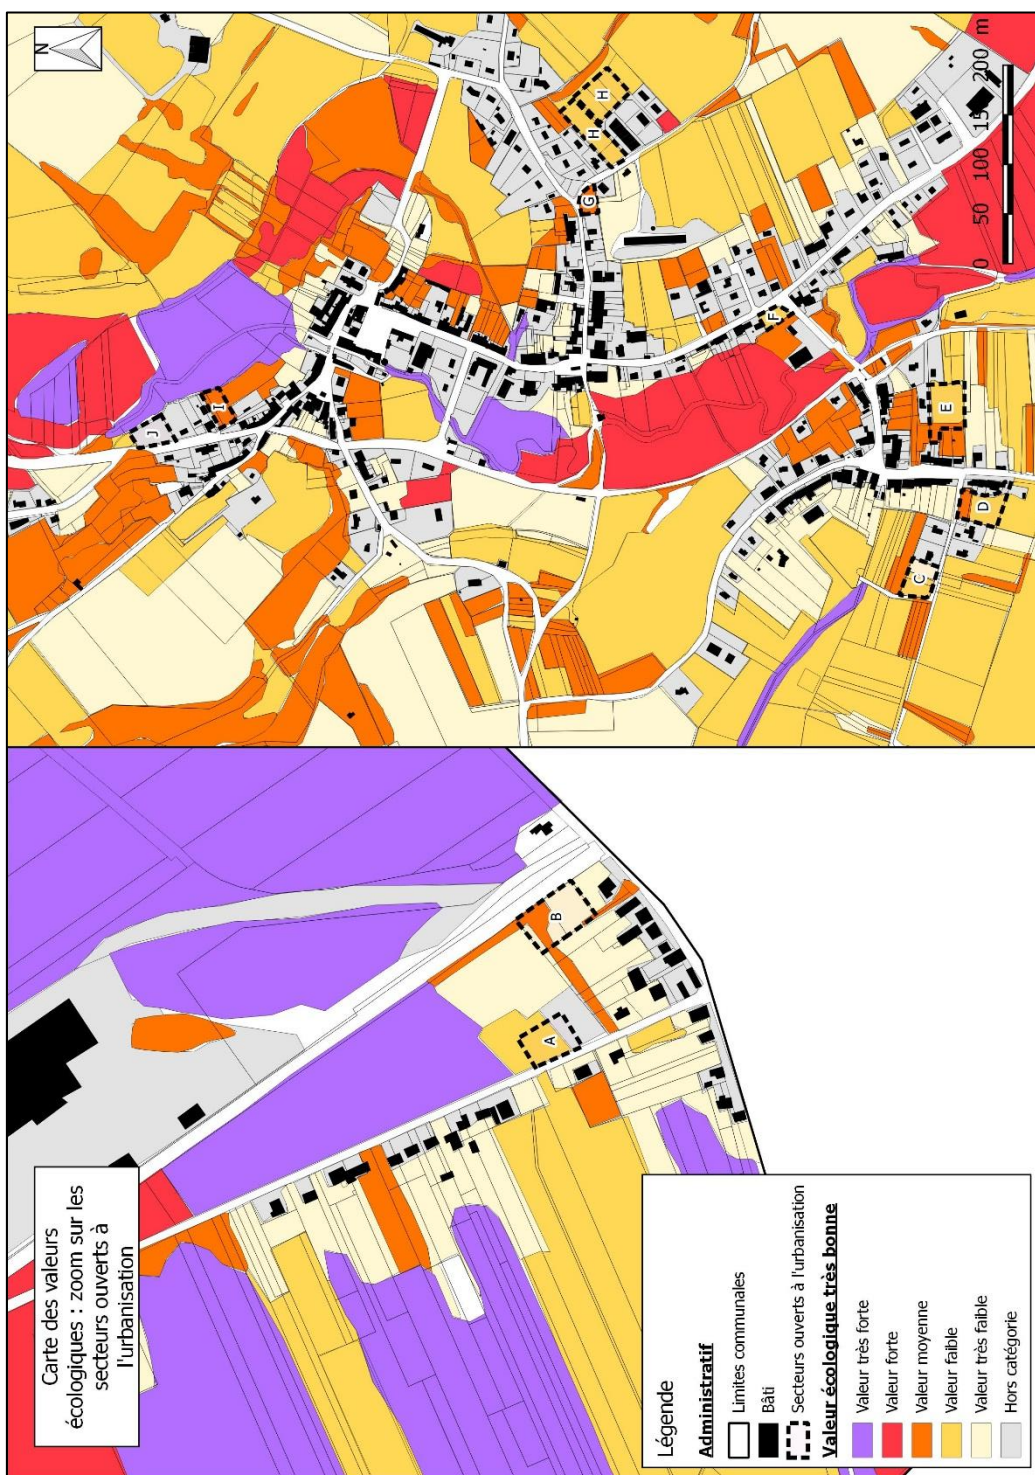 Carte des valeurs
écologiques : zoom sur les
secteurs ouverts à
l'urbanisation
Légende
Administratif
Limites communales
Bâti
Secteurs ouverts à l'urbanisation
Valeur écologique très bonne
Valeur très forte
Valeur forte
Valeur moyenne
Valeur faible
Valeur très faible
Hors catégorie
A
B
N
J
I
H
H
G
F
E
D
C
0 50 100 150 200 m